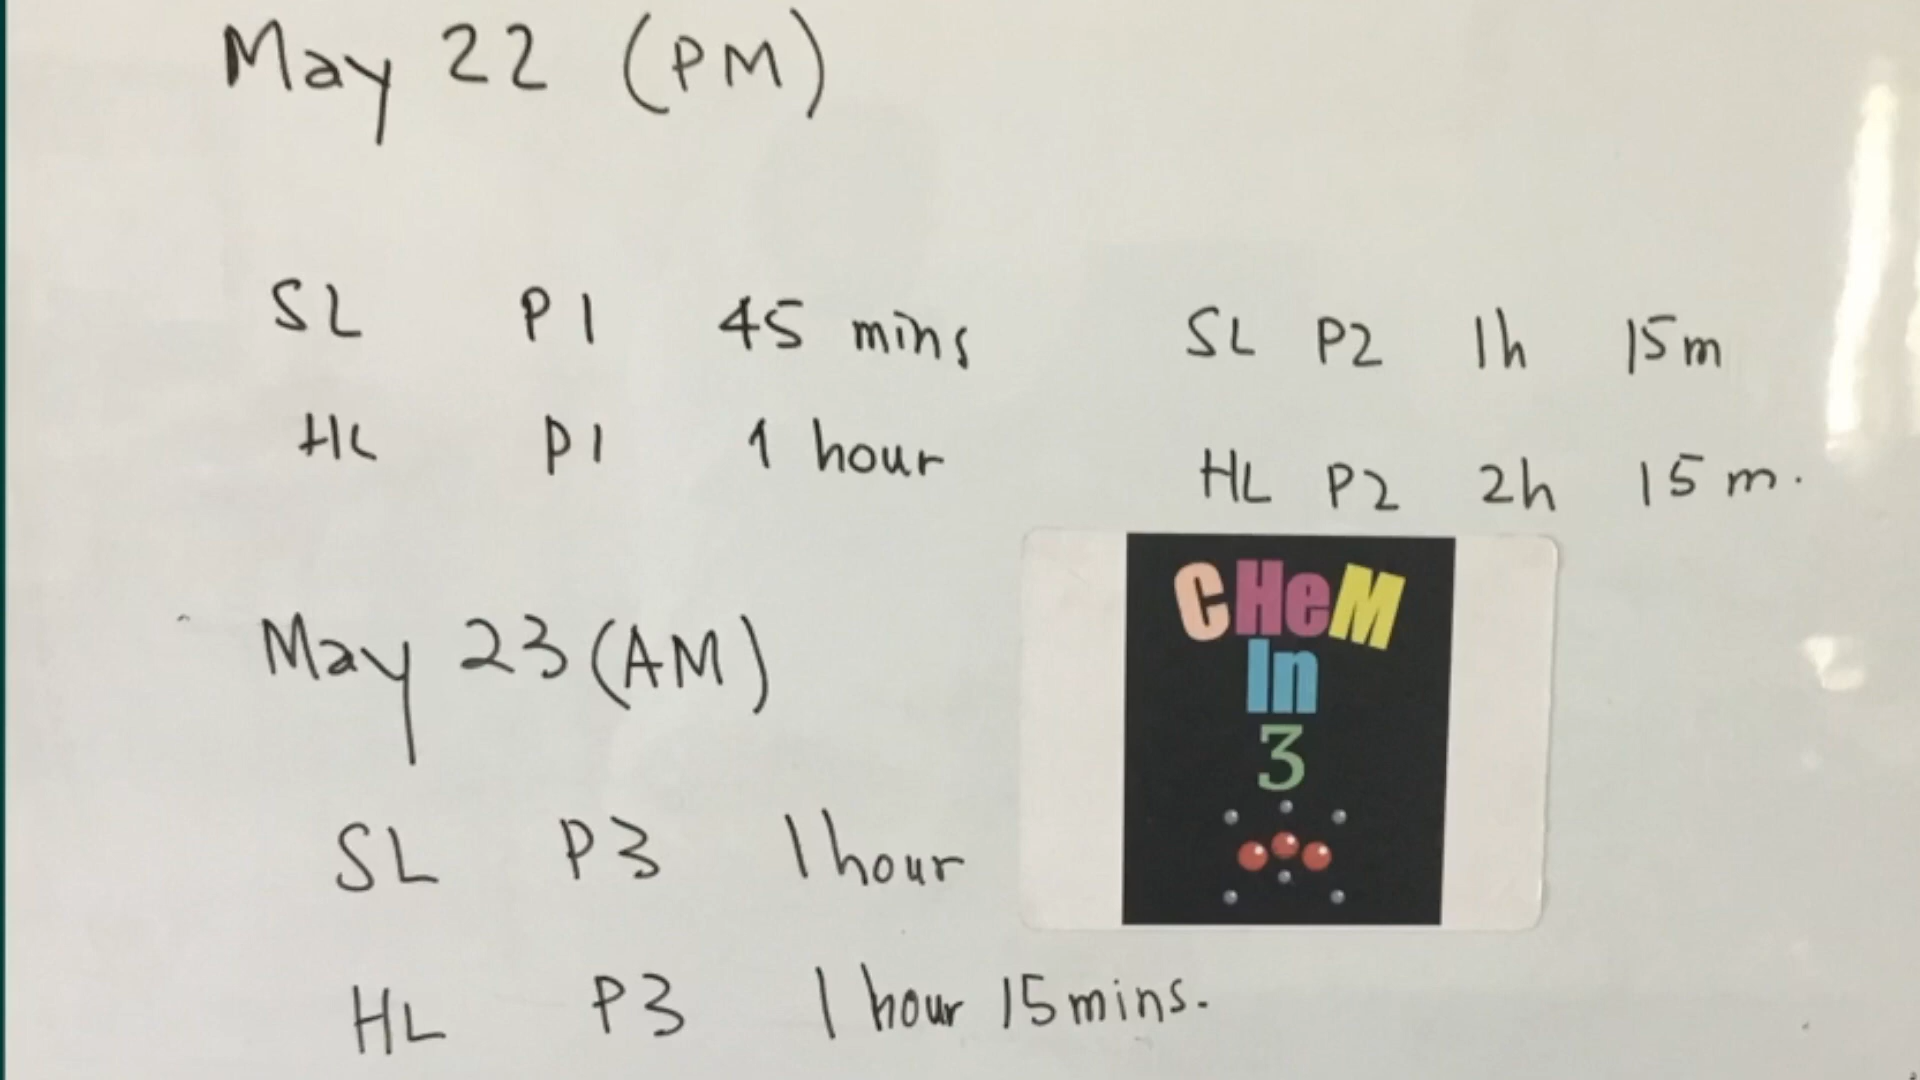 May 22 (PM)
SL P1 45 mins SL P2 1h 15m
HL P1 1 hour HL P2 2h 15m.
May 23 (AM)
CHeM
In
3
SL P3 1 hour
HL P3 1 hour 15 mins.